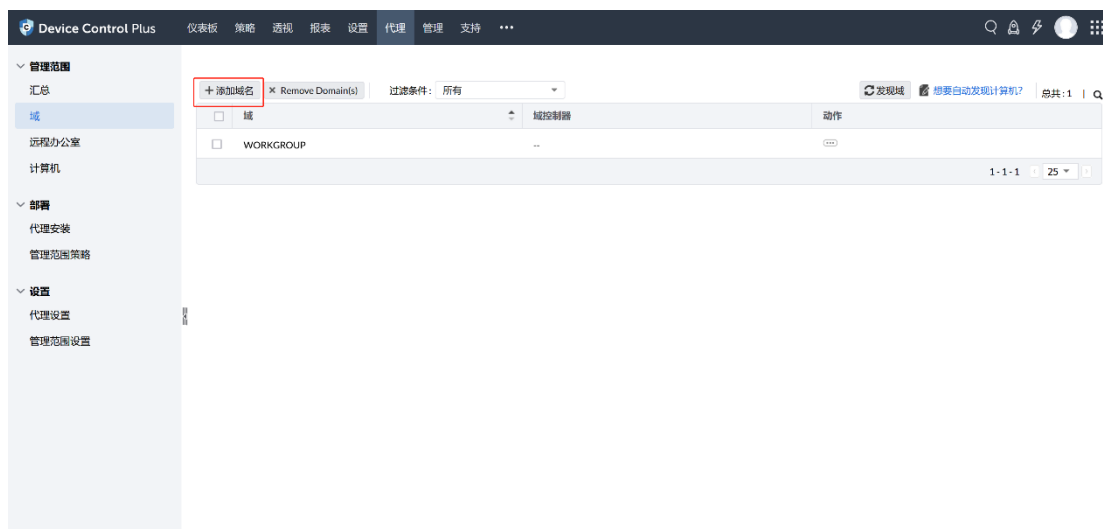 Device Control Plus 仪表板 策略 透视 报表 设置 代理 管理 支持 •••
管理范围
汇总
域
远程办公室
计算机
部署
代理安装
管理范围策略
设置
代理设置
管理范围设置
+ 添加域名 × Remove Domain(s) 过滤条件: 所有 发现域 想要自动发现计算机? 总共:1 |
域 域控制器 动作
WORKGROUP --
1-1-1 25